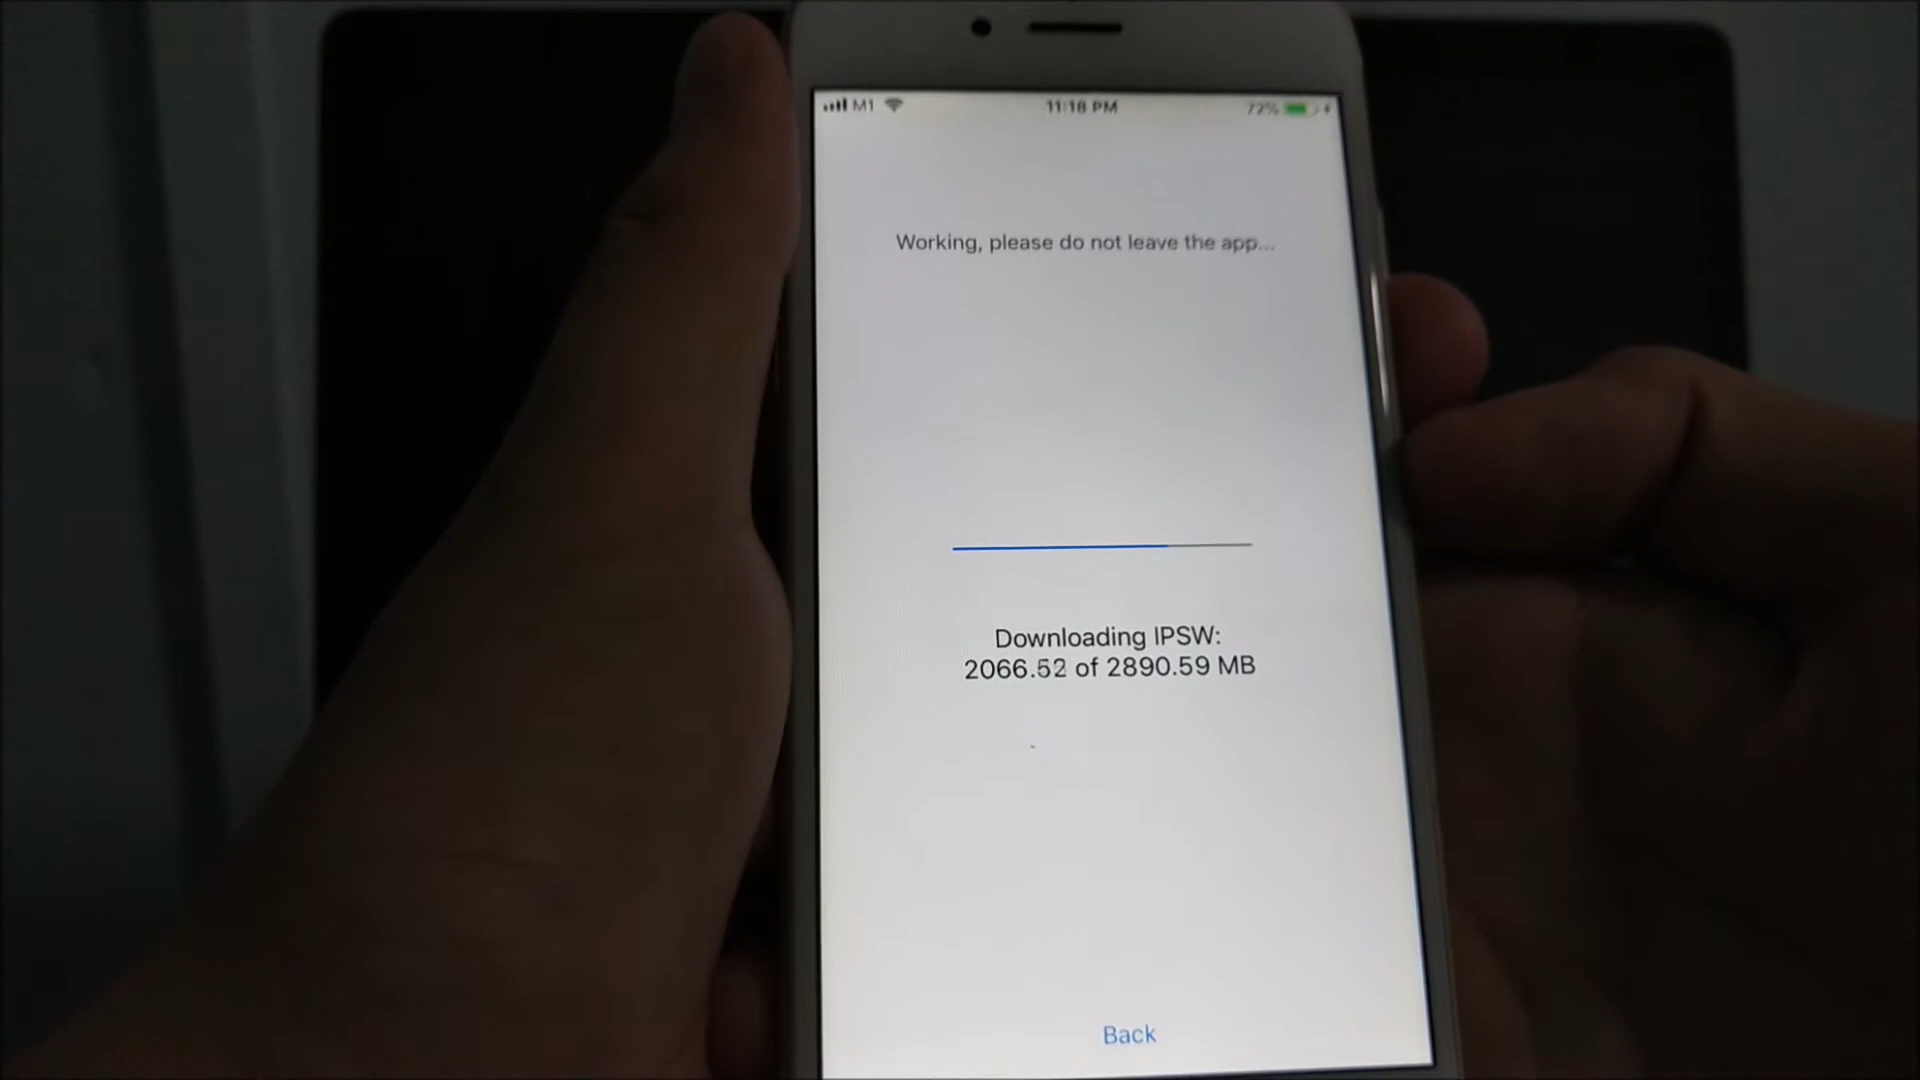 M1 11:18 PM 72%
Working, please do not leave the app...
Downloading IPSW:
2066.52 of 2890.59 MB
Back